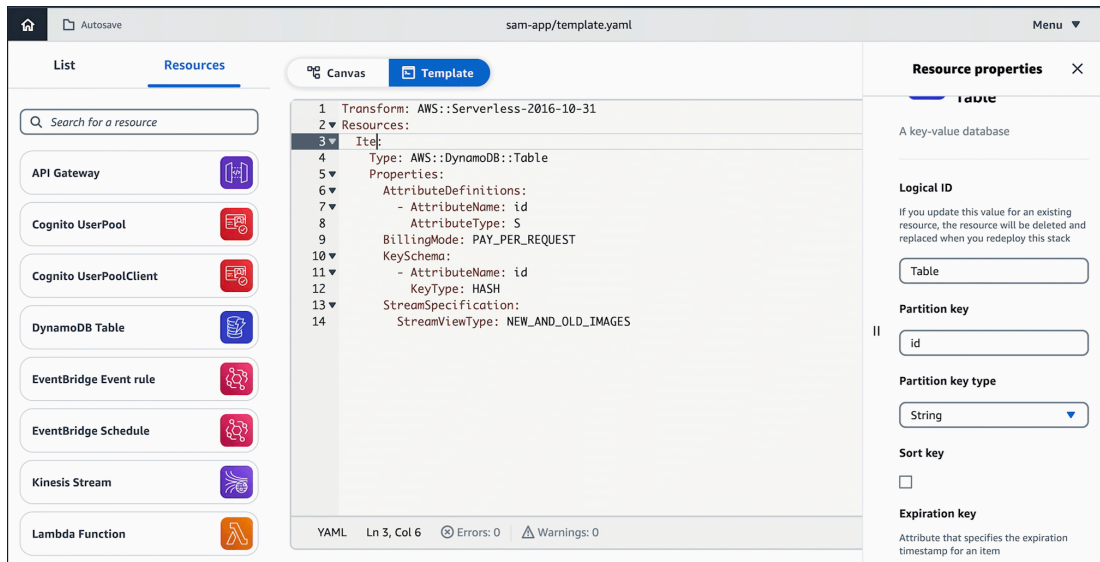 Autosave
sam-app/template.yaml
Menu
List
Resources
Search for a resource
API Gateway
Cognito UserPool
Cognito UserPoolClient
DynamoDB Table
EventBridge Event rule
EventBridge Schedule
Kinesis Stream
Lambda Function
Canvas
Template
1 Transform: AWS::Serverless-2016-10-31
2 Resources:
3 Ite:
4 Type: AWS::DynamoDB::Table
5 Properties:
6 AttributeDefinitions:
7 - AttributeName: id
8 AttributeType: S
9 BillingMode: PAY_PER_REQUEST
10 KeySchema:
11 - AttributeName: id
12 KeyType: HASH
13 StreamSpecification:
14 StreamViewType: NEW_AND_OLD_IMAGES
YAML Ln 3, Col 6 Errors: 0 Warnings: 0
Resource properties
Table
A key-value database
Logical ID
If you update this value for an existing
resource, the resource will be deleted and
replaced when you redeploy this stack
Table
Partition key
id
Partition key type
String
Sort key
Expiration key
Attribute that specifies the expiration
timestamp for an item